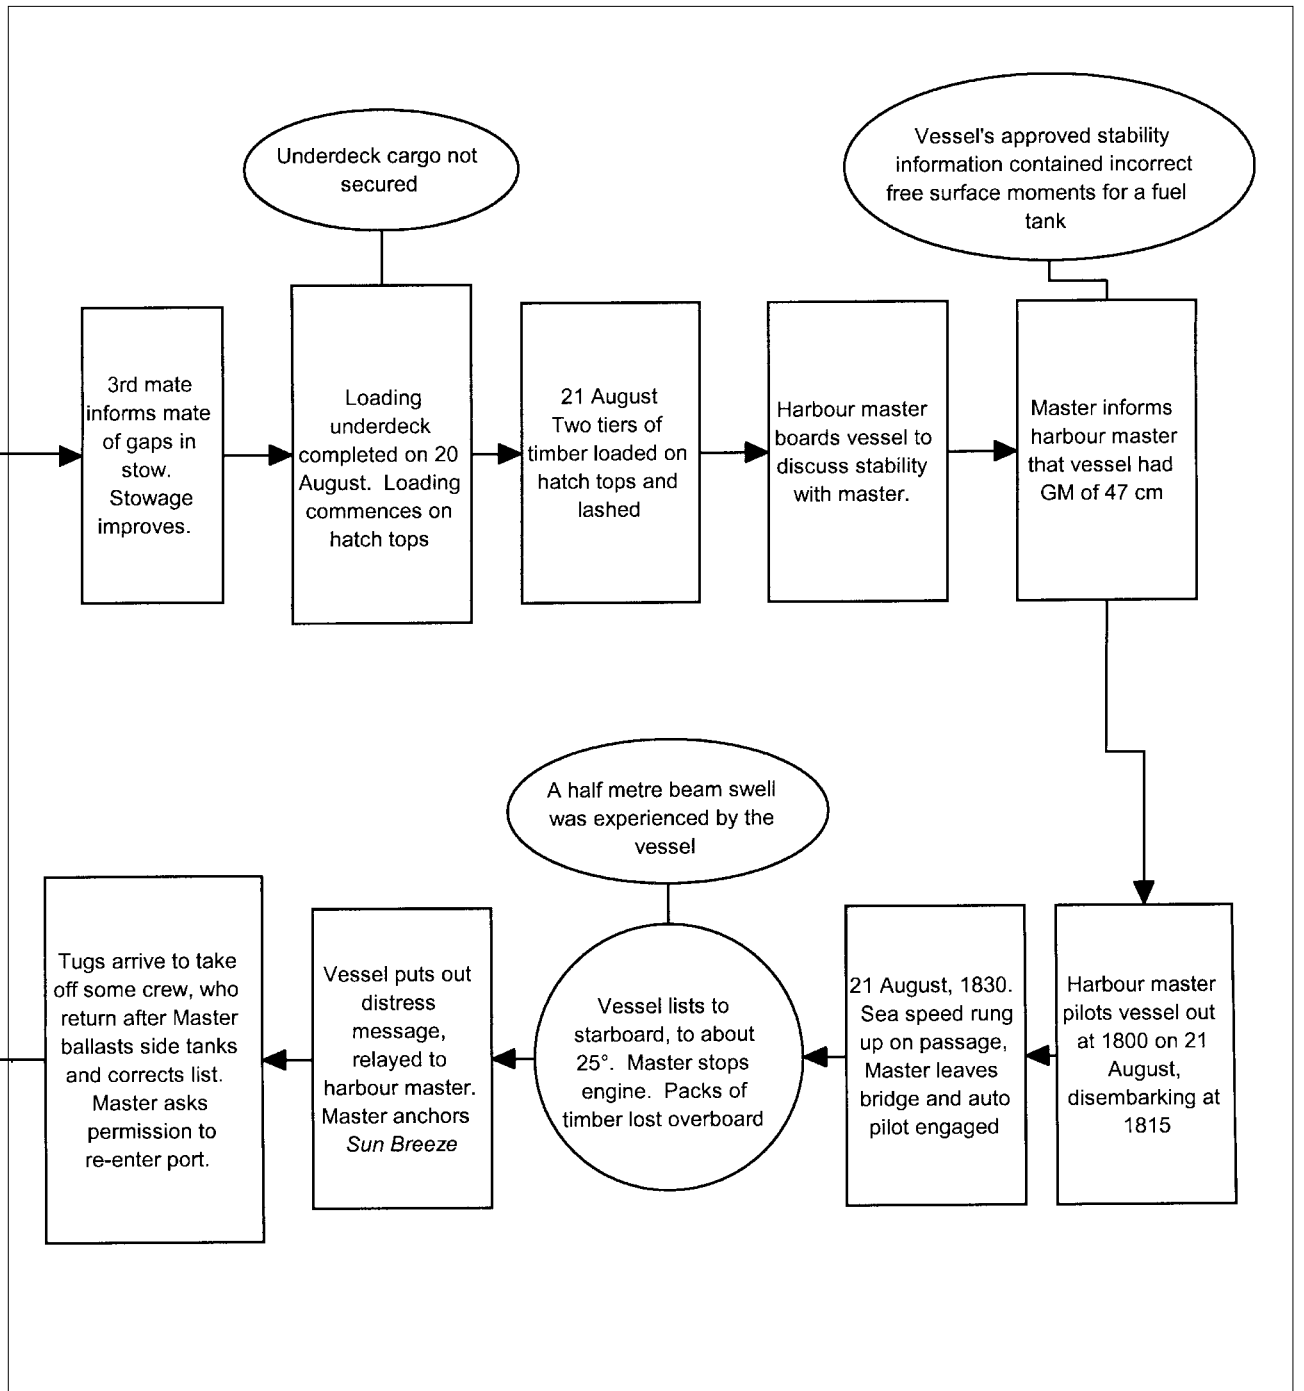 Underdeck cargo not
secured
Vessel's approved stability
information contained incorrect
free surface moments for a fuel
tank
3rd mate
informs mate
of gaps in
stow.
Stowage
improves.
Loading
underdeck
completed on 20
August. Loading
commences on
hatch tops
21 August
Two tiers of
timber loaded on
hatch tops and
lashed
Harbour master
boards vessel to
discuss stability
with master.
Master informs
harbour master
that vessel had
GM of 47 cm
A half metre beam swell
was experienced by the
vessel
Harbour master
pilots vessel out
at 1800 on 21
August,
disembarking at
1815
21 August, 1830.
Sea speed rung
up on passage,
Master leaves
bridge and auto
pilot engaged
Vessel lists to
starboard, to about
25°. Master stops
engine. Packs of
timber lost overboard
Vessel puts out
distress
message,
relayed to
harbour master.
Master anchors
Sun Breeze
Tugs arrive to take
off some crew, who
return after Master
ballasts side tanks
and corrects list.
Master asks
permission to
re-enter port.